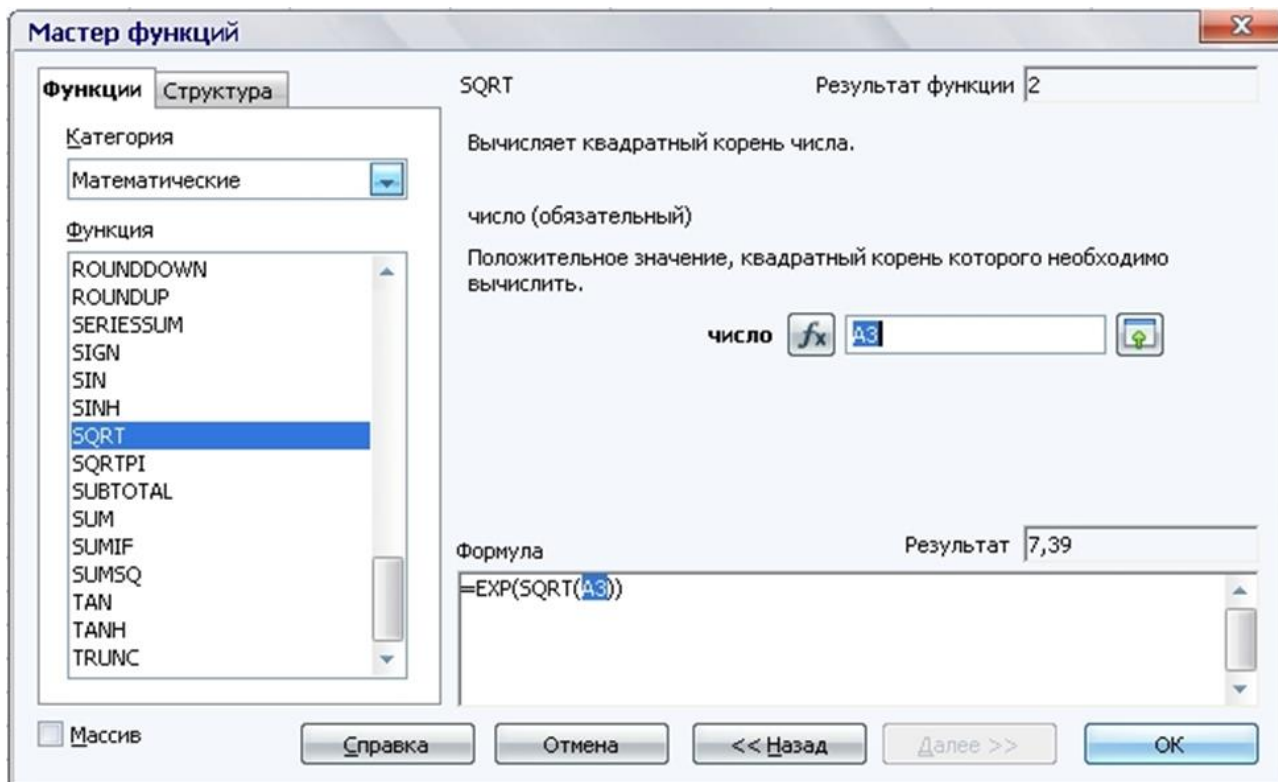 Мастер функций
Функции
Структура
Категория
Математические
Функция
ROUNDDOWN
ROUNDUP
SERIESSUM
SIGN
SIN
SINH
SQRT
SQRTPI
SUBTOTAL
SUM
SUMIF
SUMSQ
TAN
TANH
TRUNC
SQRT
Результат функции 2
Вычисляет квадратный корень числа.
число (обязательный)
Положительное значение, квадратный корень которого необходимо
вычислить.
число fx A3
Формула
Результат 7,39
=EXP(SQRT(A3))
Массив
Справка
Отмена
<< Назад
Далее >>
ОК